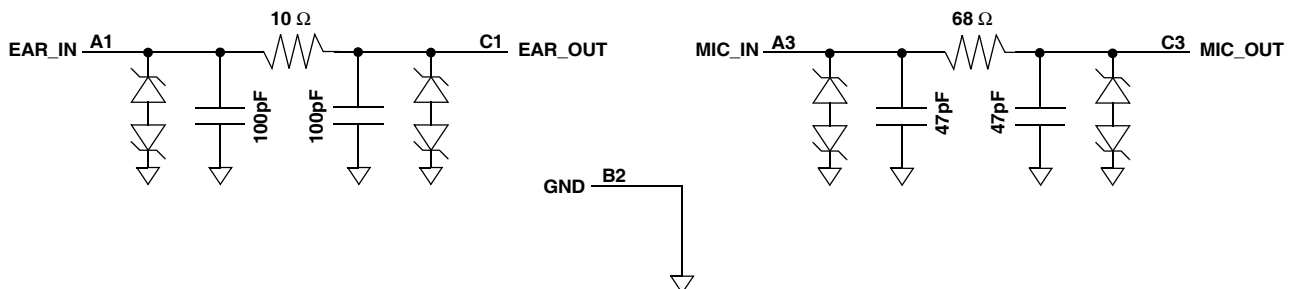 10 Ω
EAR_IN A1
C1 EAR_OUT
100pF
100pF
68 Ω
MIC_IN A3
C3 MIC_OUT
47pF
47pF
GND B2